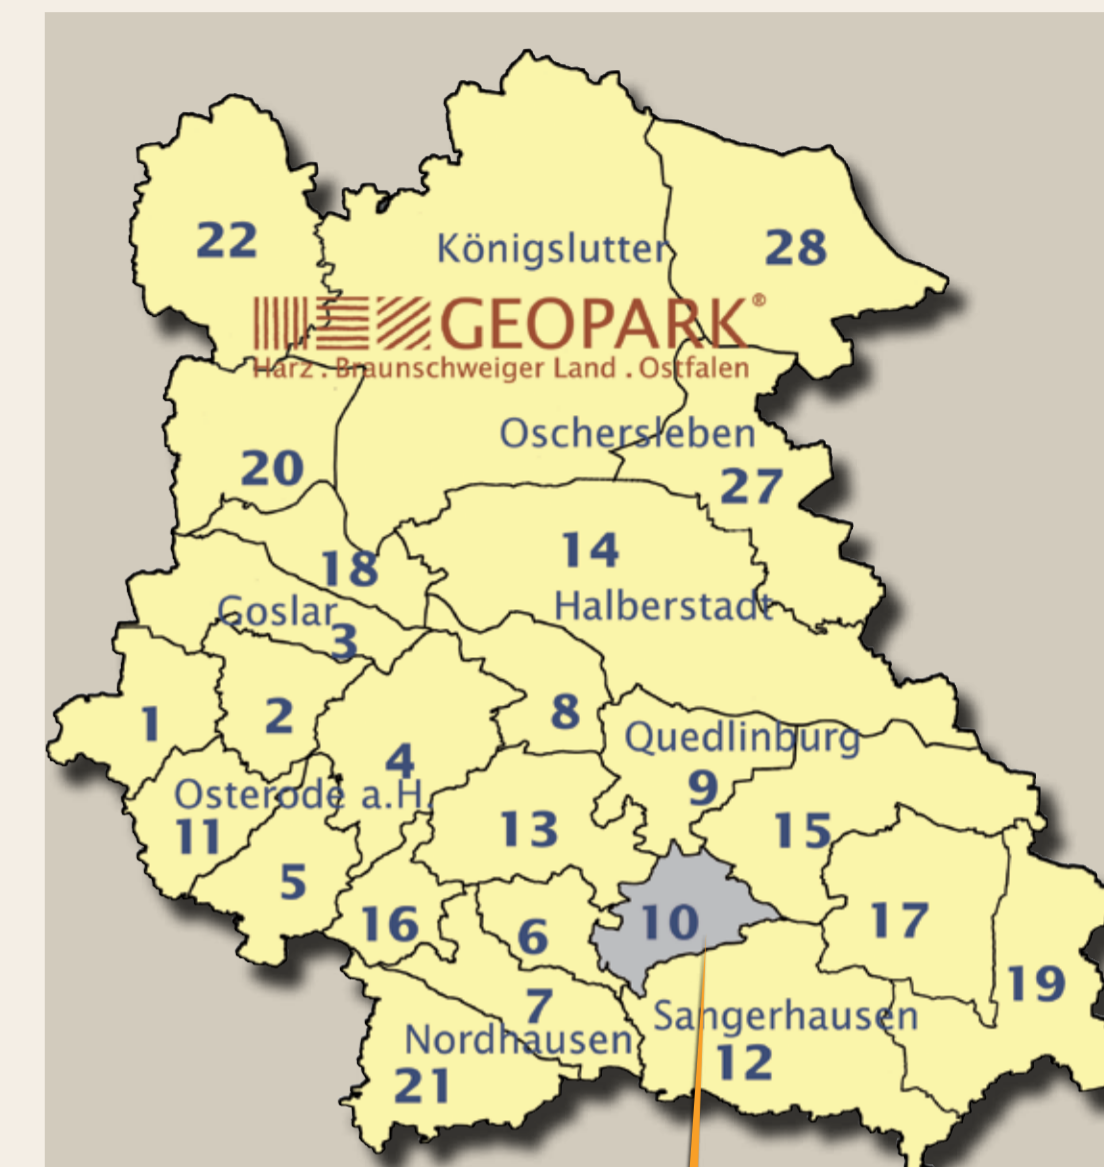 22
Königslutter
28
GEOPARK®
Harz . Braunschweiger Land . Ostfalen
Oschersleben
20
27
14
18
Halberstadt
Goslar
3
8
2
1
Quedlinburg
4
9
Osterode a.H.
13
15
11
5
10
17
16
6
19
7
Sangerhausen
Nordhausen
12
21